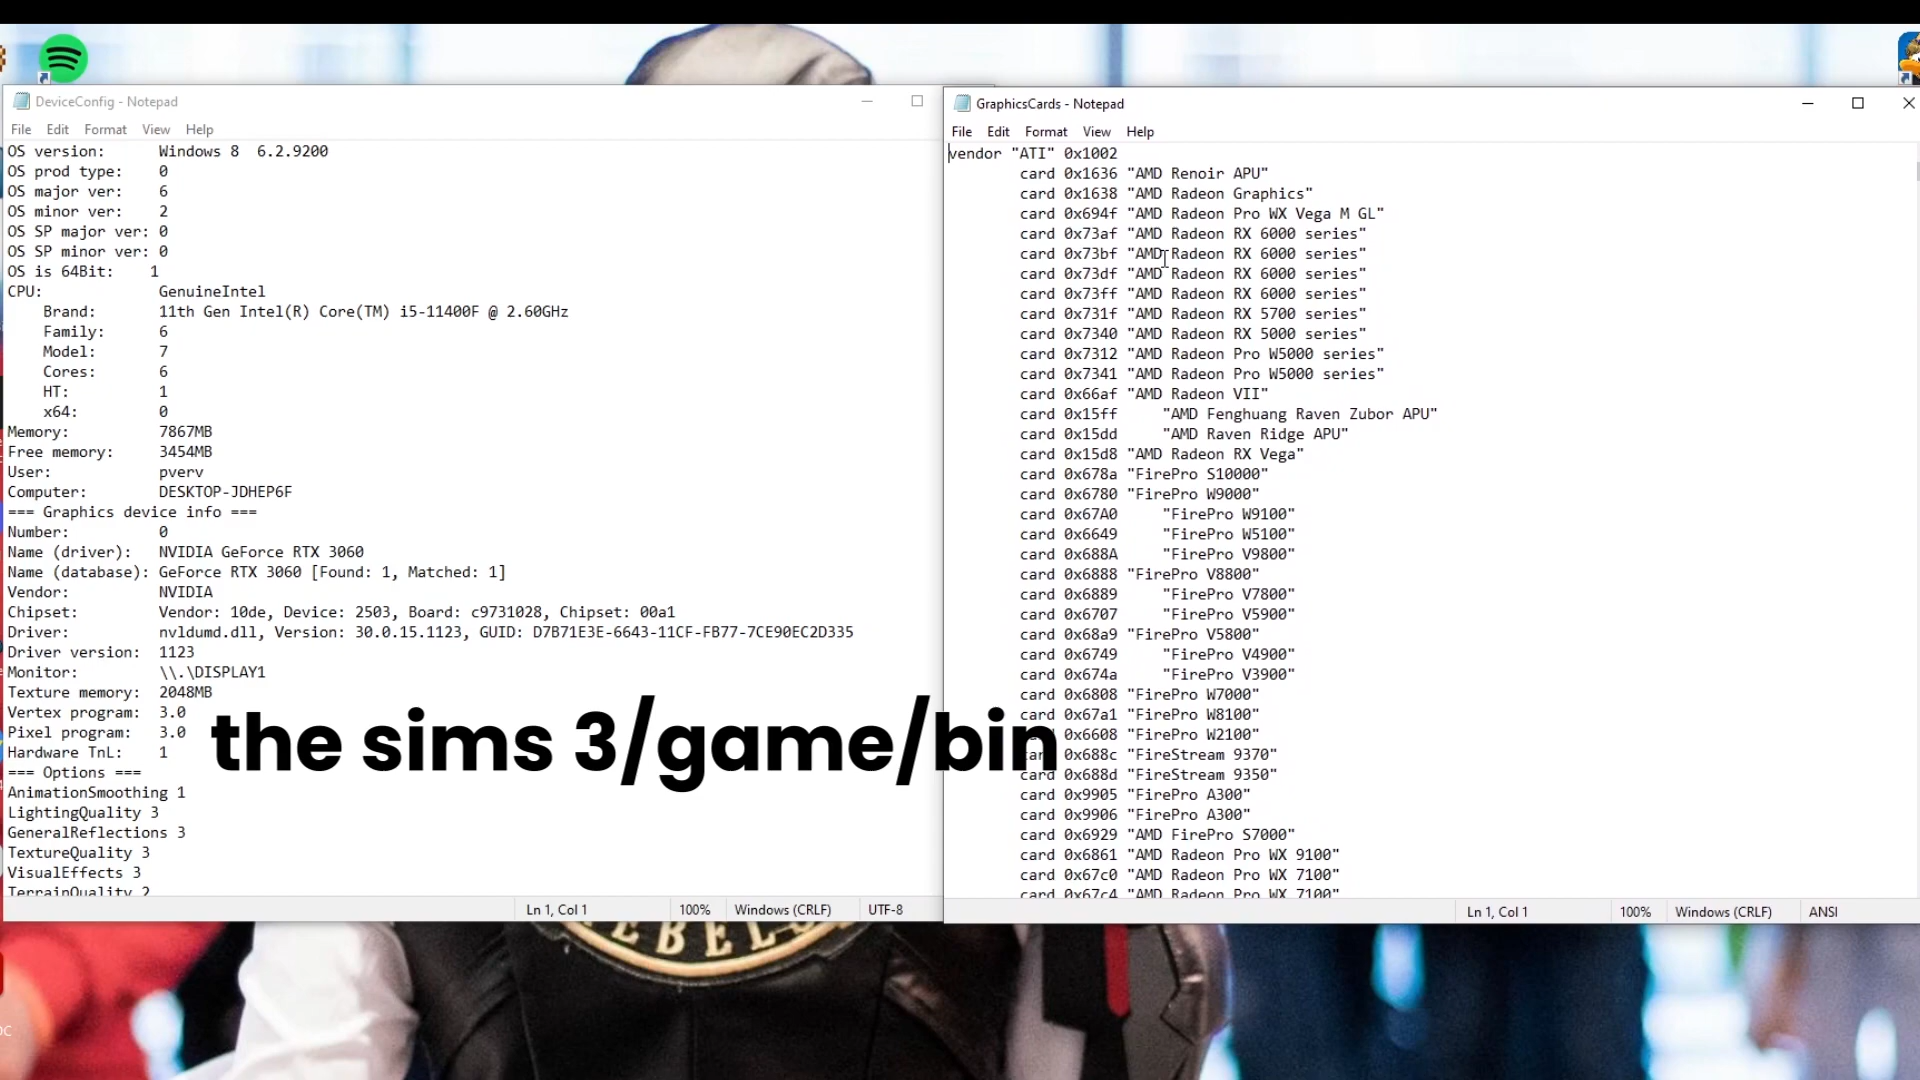 DeviceConfig - Notepad
File Edit Format View Help
OS version: Windows 8 6.2.9200
OS prod type: 0
OS major ver: 6
OS minor ver: 2
OS SP major ver: 0
OS SP minor ver: 0
OS is 64Bit: 1
CPU: GenuineIntel
Brand: 11th Gen Intel(R) Core(TM) i5-11400F @ 2.60GHz
Family: 6
Model: 7
Cores: 6
HT: 1
x64: 0
Memory: 7867MB
Free memory: 3454MB
User: pverv
Computer: DESKTOP-JDHEP6F
=== Graphics device info ===
Number: 0
Name (driver): NVIDIA GeForce RTX 3060
Name (database): GeForce RTX 3060 [Found: 1, Matched: 1]
Vendor: NVIDIA
Chipset: Vendor: 10de, Device: 2503, Board: c9731028, Chipset: 00a1
Driver: nvldumd.dll, Version: 30.0.15.1123, GUID: D7B71E3E-6643-11CF-FB77-7CE90EC2D335
Driver version: 1123
Monitor: \\.\DISPLAY1
Texture memory: 2048MB
Vertex program: 3.0
Pixel program: 3.0
Hardware TnL: 1
=== Options ===
AnimationSmoothing 1
LightingQuality 3
GeneralReflections 3
TextureQuality 3
VisualEffects 3
TerrainQuality 2
Ln 1, Col 1 100% Windows (CRLF) UTF-8
the sims 3/game/bin
GraphicsCards - Notepad
File Edit Format View Help
vendor "ATI" 0x1002
card 0x1636 "AMD Renoir APU"
card 0x1638 "AMD Radeon Graphics"
card 0x694f "AMD Radeon Pro WX Vega M GL"
card 0x73af "AMD Radeon RX 6000 series"
card 0x73bf "AMD Radeon RX 6000 series"
card 0x73df "AMD Radeon RX 6000 series"
card 0x73ff "AMD Radeon RX 6000 series"
card 0x731f "AMD Radeon RX 5700 series"
card 0x7340 "AMD Radeon RX 5000 series"
card 0x7312 "AMD Radeon Pro W5000 series"
card 0x7341 "AMD Radeon Pro W5000 series"
card 0x66af "AMD Radeon VII"
card 0x15ff "AMD Fenghuang Raven Zubor APU"
card 0x15dd "AMD Raven Ridge APU"
card 0x15d8 "AMD Radeon RX Vega"
card 0x678a "FirePro S10000"
card 0x6780 "FirePro W9000"
card 0x67A0 "FirePro W9100"
card 0x6649 "FirePro W5100"
card 0x688A "FirePro V9800"
card 0x6888 "FirePro V8800"
card 0x6889 "FirePro V7800"
card 0x6707 "FirePro V5900"
card 0x68a9 "FirePro V5800"
card 0x6749 "FirePro V4900"
card 0x674a "FirePro V3900"
card 0x6808 "FirePro W7000"
card 0x67a1 "FirePro W8100"
card 0x6608 "FirePro W2100"
card 0x688c "FireStream 9370"
card 0x688d "FireStream 9350"
card 0x9905 "FirePro A300"
card 0x9906 "FirePro A300"
card 0x6929 "AMD FirePro S7000"
card 0x6861 "AMD Radeon Pro WX 9100"
card 0x67c0 "AMD Radeon Pro WX 7100"
card 0x67c4 "AMD Radeon Pro WX 7100"
Ln 1, Col 1 100% Windows (CRLF) ANSI